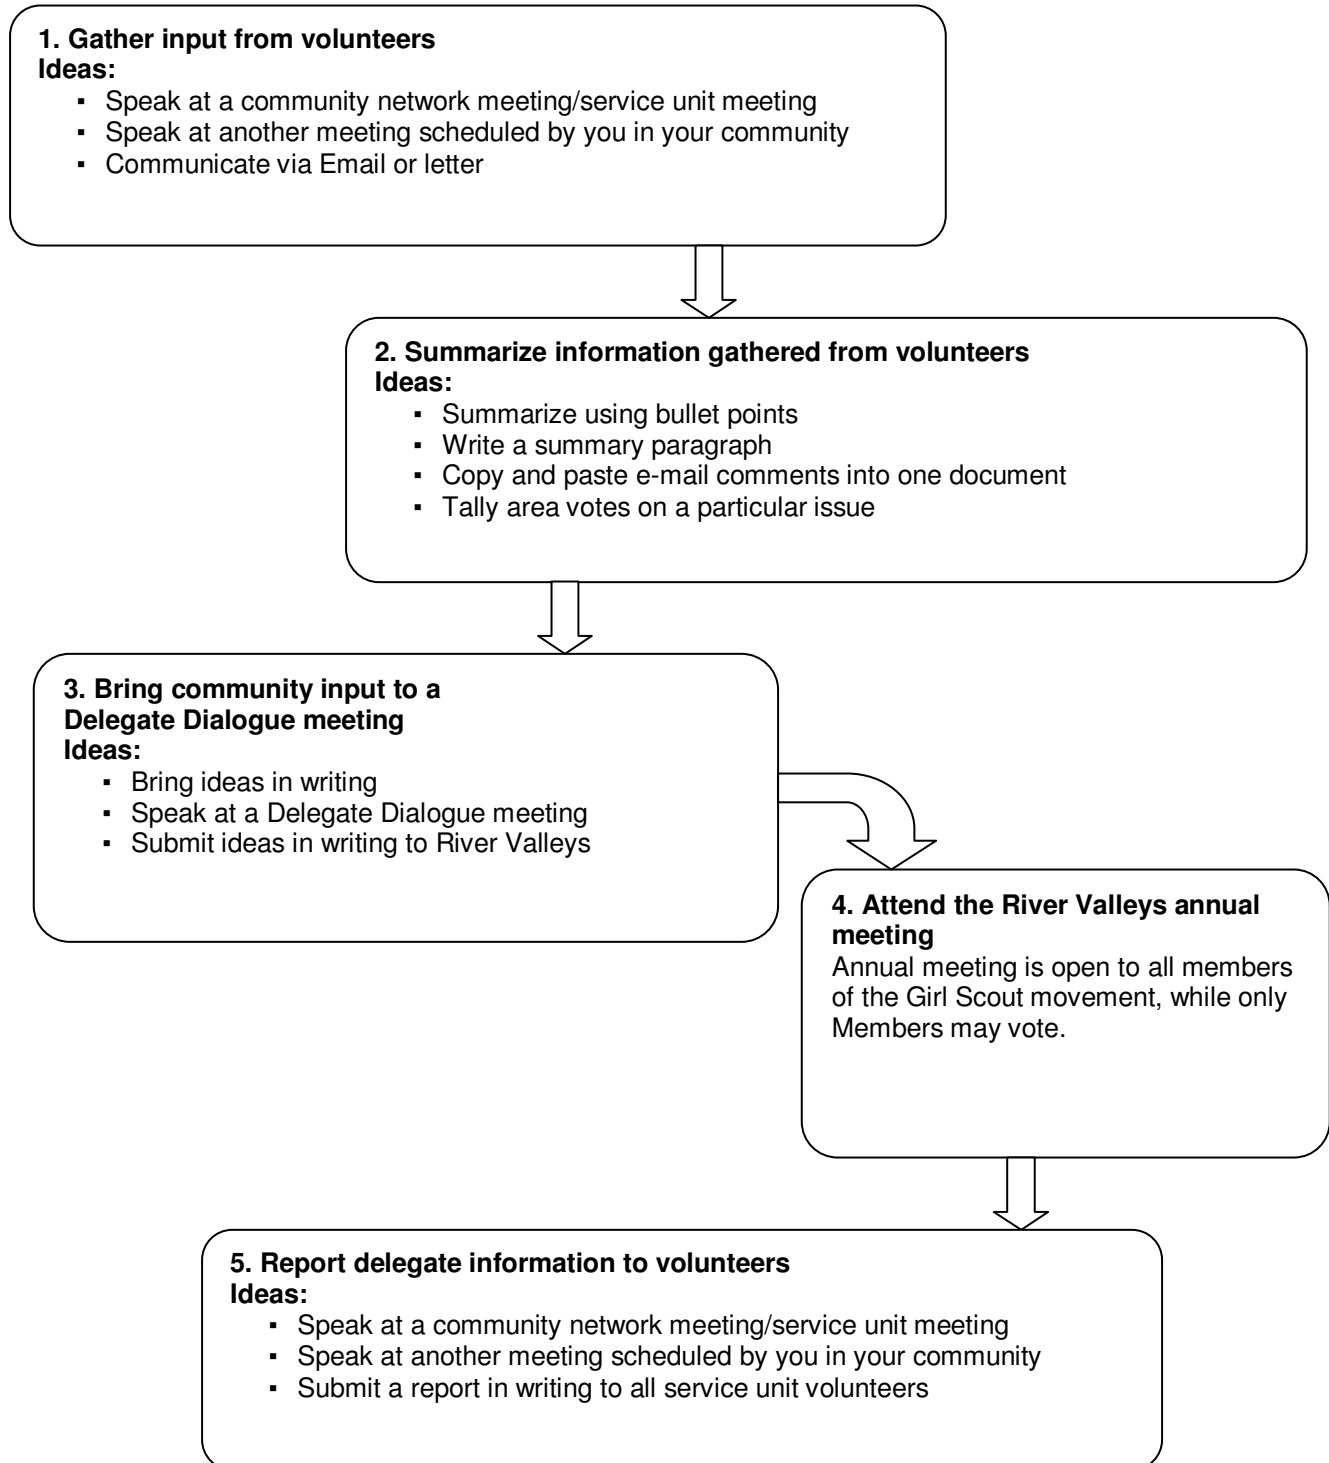 1. Gather input from volunteers
Ideas:
▪ Speak at a community network meeting/service unit meeting
▪ Speak at another meeting scheduled by you in your community
▪ Communicate via Email or letter
2. Summarize information gathered from volunteers
Ideas:
▪ Summarize using bullet points
▪ Write a summary paragraph
▪ Copy and paste e-mail comments into one document
▪ Tally area votes on a particular issue
3. Bring community input to a
Delegate Dialogue meeting
Ideas:
▪ Bring ideas in writing
▪ Speak at a Delegate Dialogue meeting
▪ Submit ideas in writing to River Valleys
4. Attend the River Valleys annual
meeting
Annual meeting is open to all members
of the Girl Scout movement, while only
Members may vote.
5. Report delegate information to volunteers
Ideas:
▪ Speak at a community network meeting/service unit meeting
▪ Speak at another meeting scheduled by you in your community
▪ Submit a report in writing to all service unit volunteers